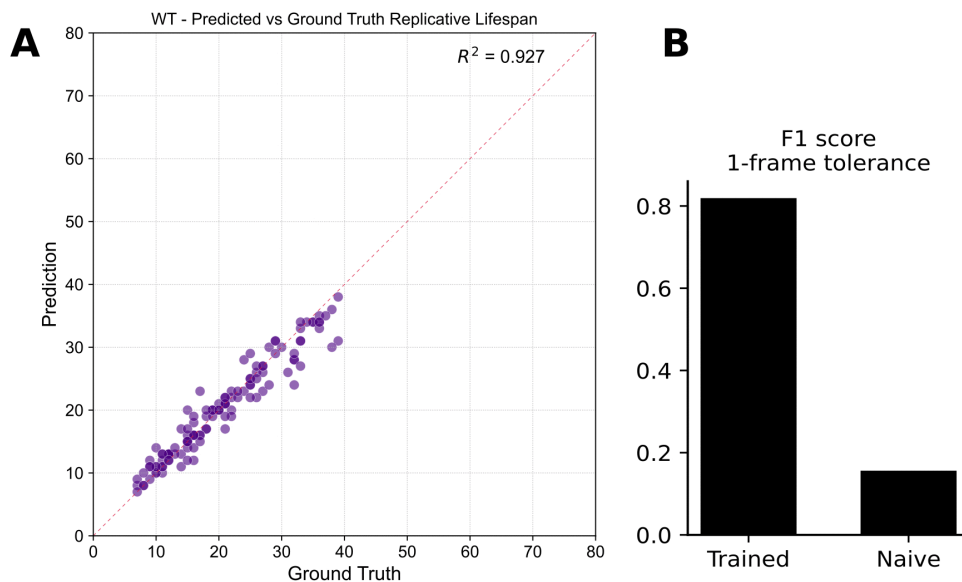 A
WT - Predicted vs Ground Truth Replicative Lifespan
R² = 0.927
80
70
60
50
40
30
20
10
0
Prediction
0 10 20 30 40 50 60 70 80
Ground Truth
B
F1 score
1-frame tolerance
0.8
0.6
0.4
0.2
0.0
Trained Naive